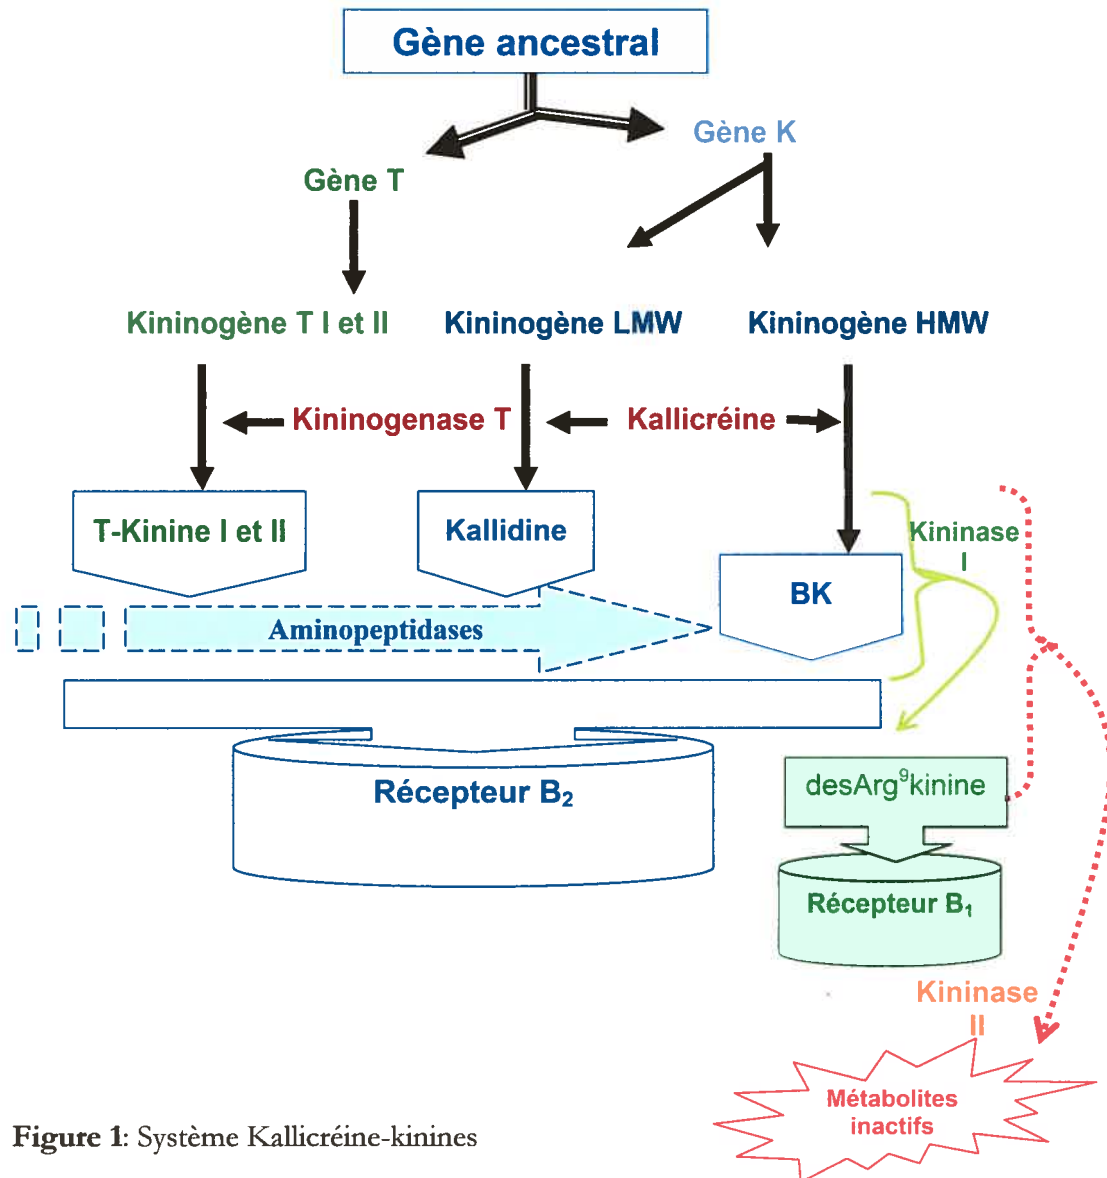 Gène ancestral
Gène K
Gène T
Kininogène T I et II
Kininogène LMW
Kininogène HMW
Kininogenase T
Kallicréine
T-Kinine I et II
Kallidine
Kininase
I
BK
Aminopeptidases
Récepteur B₂
desArg⁹kinine
Récepteur B₁
Kininase
II
Métabolites
inactifs
Figure 1: Système Kallicréine-kinines